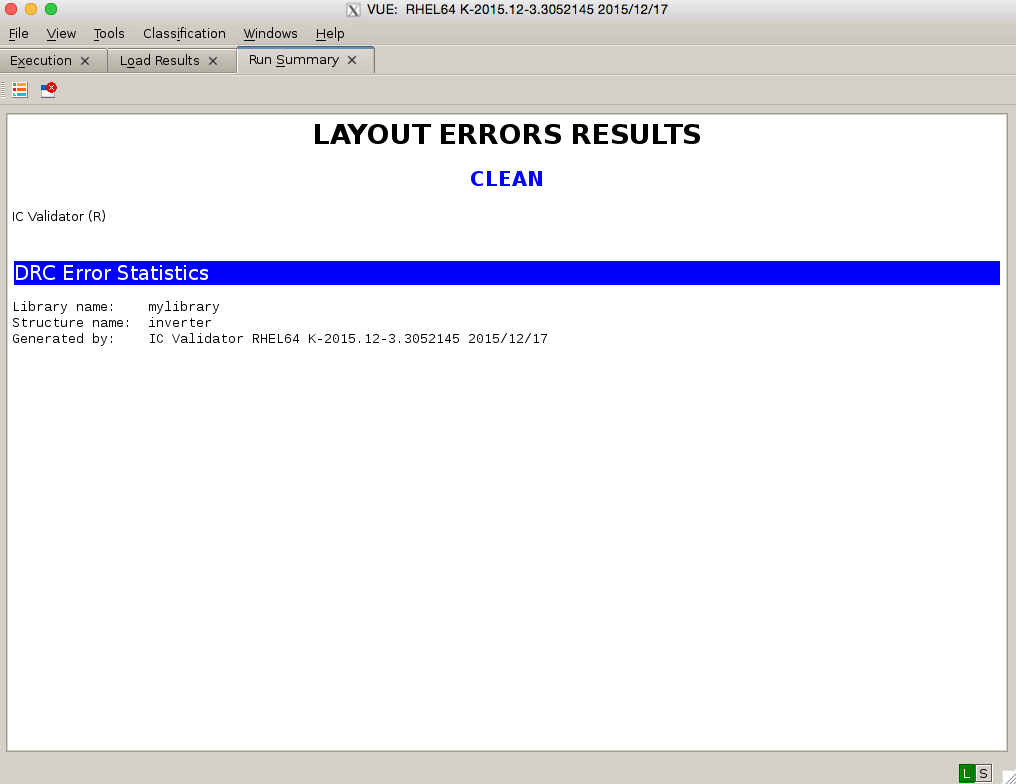 VUE: RHEL64 K-2015.12-3.3052145 2015/12/17
File View Tools Classification Windows Help
Execution Load Results Run Summary
LAYOUT ERRORS RESULTS
CLEAN
IC Validator (R)
DRC Error Statistics
Library name: mylibrary
Structure name: inverter
Generated by: IC Validator RHEL64 K-2015.12-3.3052145 2015/12/17
L S